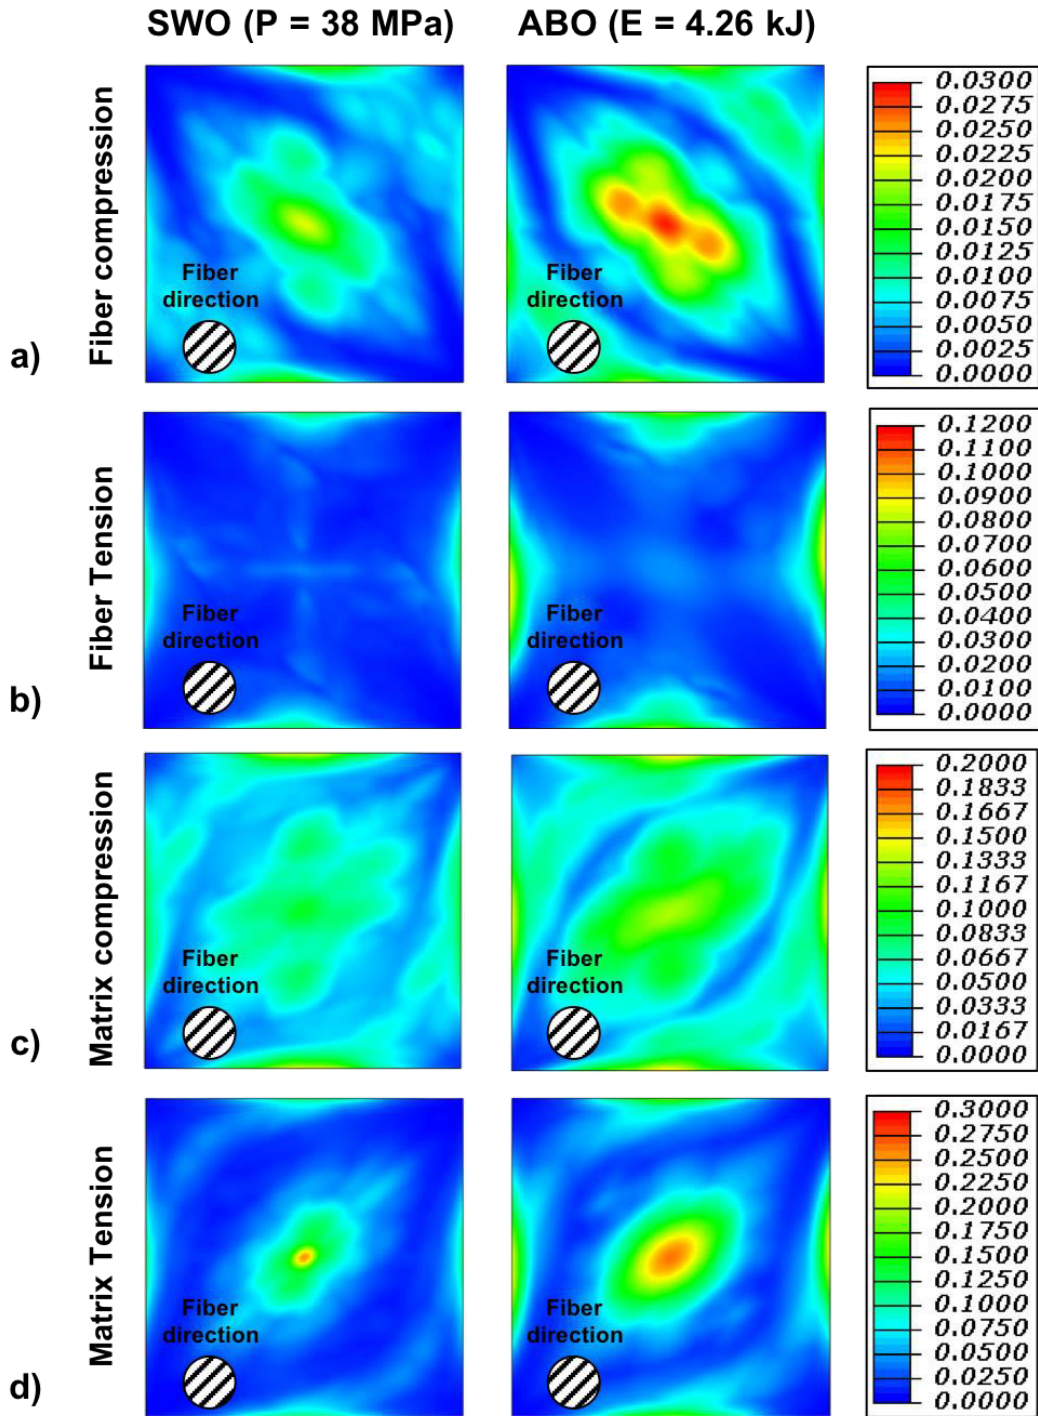 SWO (P = 38 MPa)
ABO (E = 4.26 kJ)
a)
Fiber compression
Fiber
direction
Fiber
direction
0.0300
0.0275
0.0250
0.0225
0.0200
0.0175
0.0150
0.0125
0.0100
0.0075
0.0050
0.0025
0.0000
b)
Fiber Tension
Fiber
direction
Fiber
direction
0.1200
0.1100
0.1000
0.0900
0.0800
0.0700
0.0600
0.0500
0.0400
0.0300
0.0200
0.0100
0.0000
c)
Matrix compression
Fiber
direction
Fiber
direction
0.2000
0.1833
0.1667
0.1500
0.1333
0.1167
0.1000
0.0833
0.0667
0.0500
0.0333
0.0167
0.0000
d)
Matrix Tension
Fiber
direction
Fiber
direction
0.3000
0.2750
0.2500
0.2250
0.2000
0.1750
0.1500
0.1250
0.1000
0.0750
0.0500
0.0250
0.0000